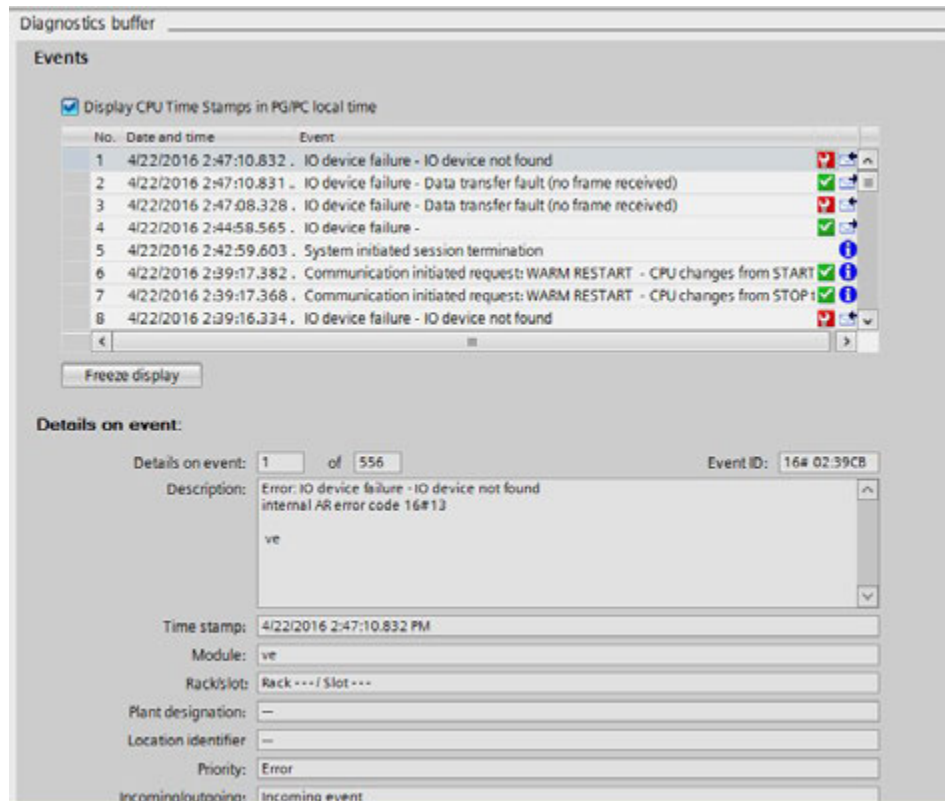 Diagnostics buffer
Events
Display CPU Time Stamps in PG/PC local time
No. Date and time Event
1 4/22/2016 2:47:10.832 . IO device failure - IO device not found
2 4/22/2016 2:47:10.831 . IO device failure - Data transfer fault (no frame received)
3 4/22/2016 2:47:08.328 . IO device failure - Data transfer fault (no frame received)
4 4/22/2016 2:44:58.565 . IO device failure -
5 4/22/2016 2:42:59.603 . System initiated session termination
6 4/22/2016 2:39:17.382 . Communication initiated request: WARM RESTART - CPU changes from START
7 4/22/2016 2:39:17.368 . Communication initiated request: WARM RESTART - CPU changes from STOP
8 4/22/2016 2:39:16.334 . IO device failure - IO device not found
Freeze display
Details on event:
Details on event: 1 of 556 Event ID: 16# 02:39CB
Description: Error: IO device failure - IO device not found
internal AR error code 16#13
ve
Time stamp: 4/22/2016 2:47:10.832 PM
Module: ve
Rack/slot: Rack --- / Slot ---
Plant designation: —
Location identifier —
Priority: Error
Incoming/outgoing: Incoming event